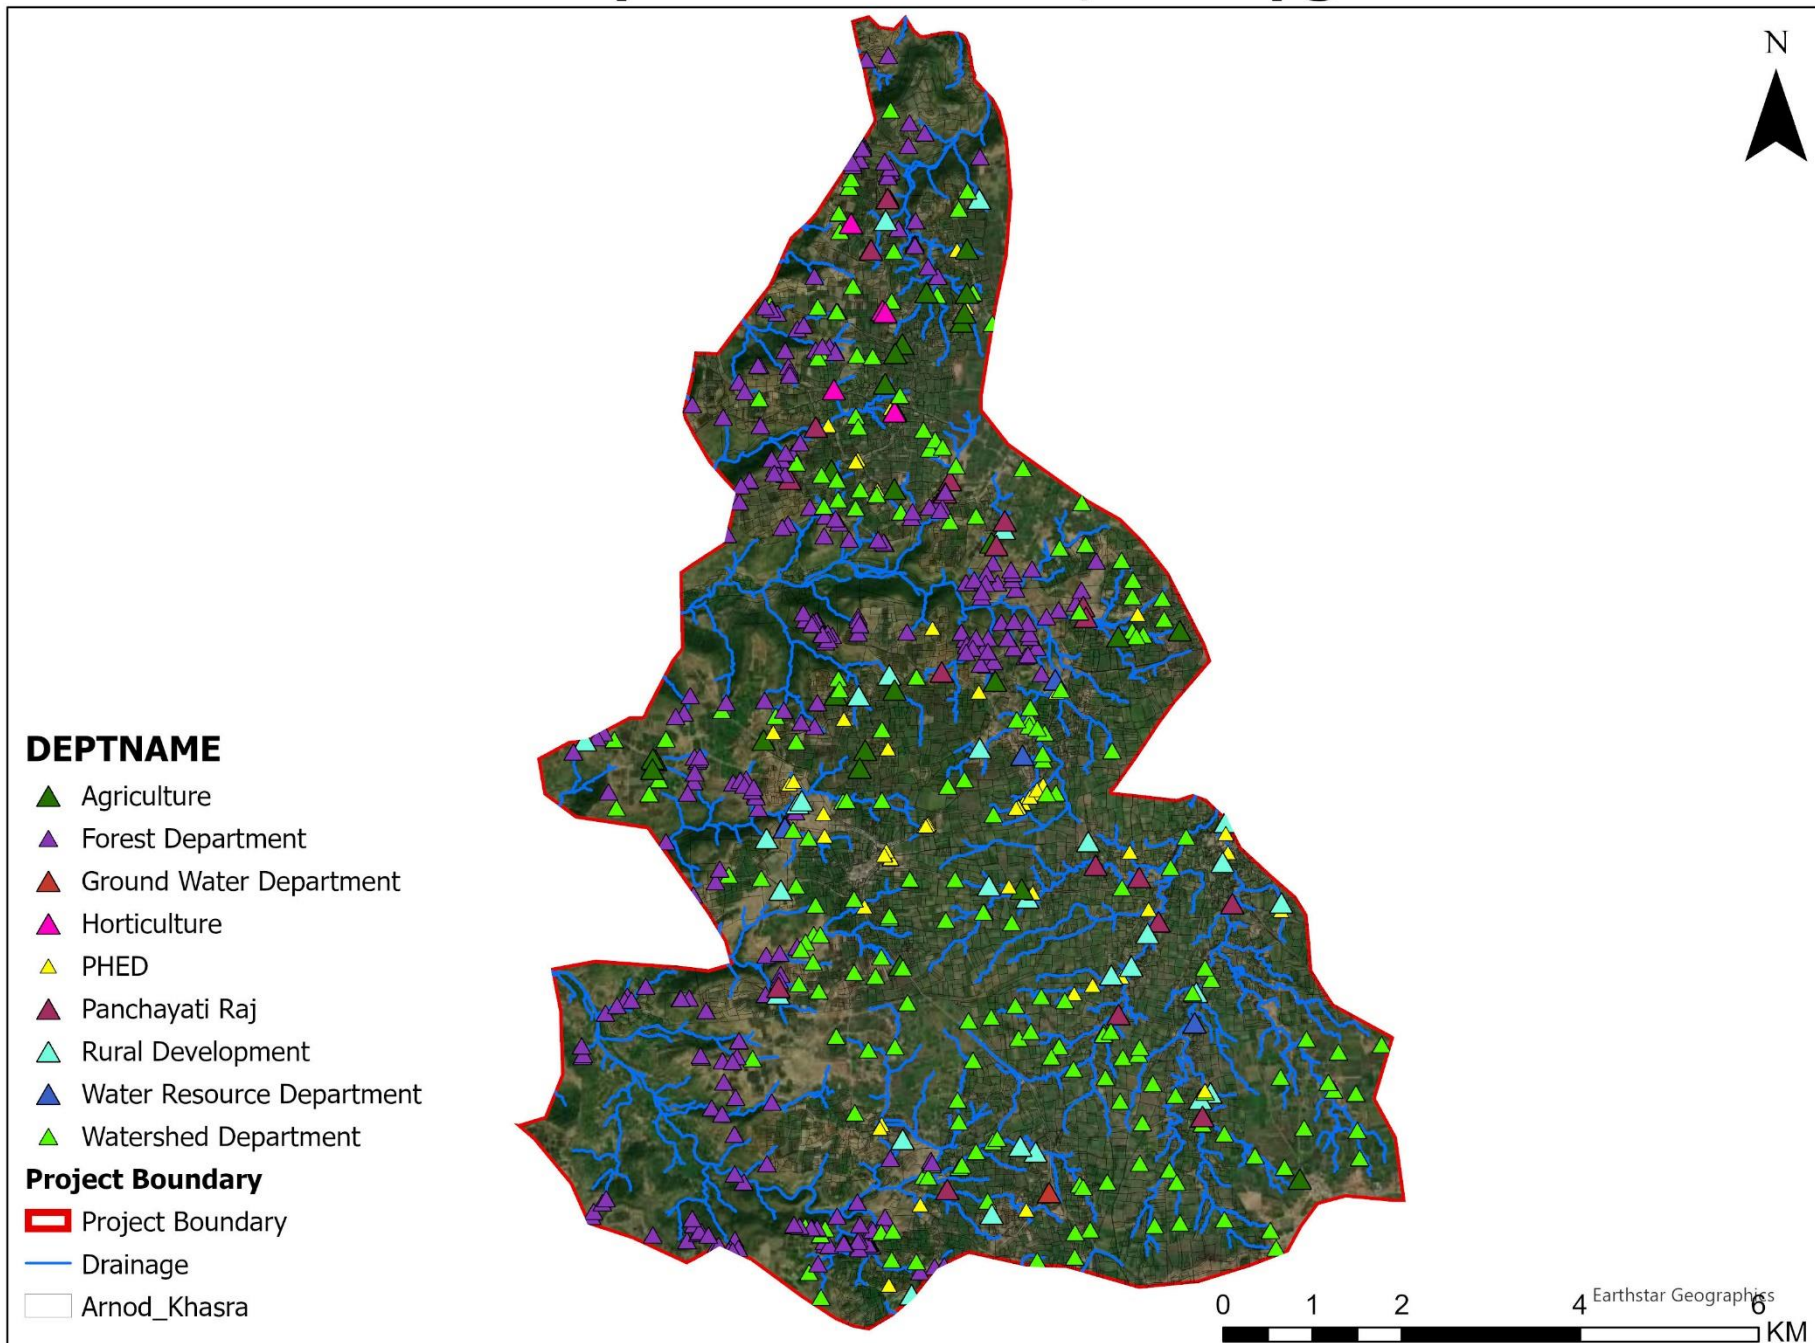 N
DEPTNAME
Agriculture
Forest Department
Ground Water Department
Horticulture
PHED
Panchayati Raj
Rural Development
Water Resource Department
Watershed Department
Project Boundary
Project Boundary
Drainage
Arnod_Khasra
Earthstar Geographics
0 1 2 4 6
KM